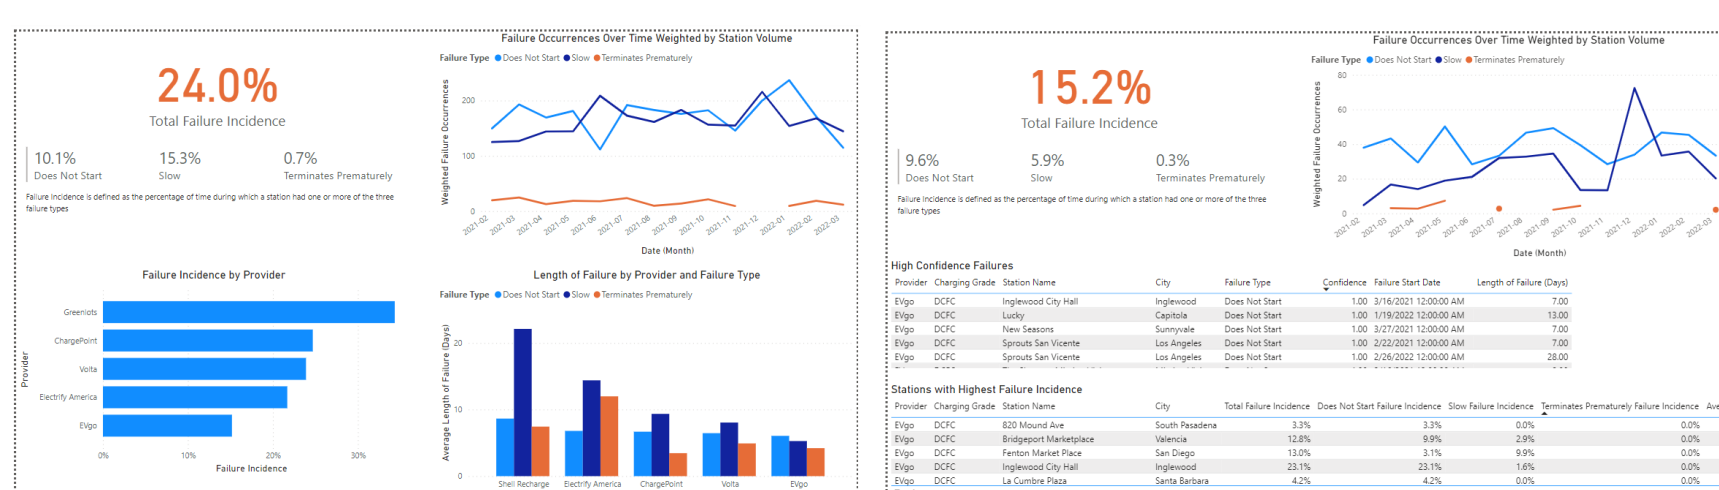 Failure Occurrences Over Time Weighted by Station Volume
Failure Type Does Not Start Slow Terminates Prematurely
24.0%
Total Failure Incidence
10.1% 15.3% 0.7%
Does Not Start Slow Terminates Prematurely
Failure Incidence is defined as the percentage of time during which a station had one or more of the three
failure types
Weighted Failure Occurrences
200
100
0
2021-02 2021-03 2021-04 2021-05 2021-06 2021-07 2021-08 2021-09 2021-10 2021-11 2021-12 2022-01 2022-02 2022-03
Date (Month)
Failure Incidence by Provider
Provider
Greenlots
ChargePoint
Volta
Electrify America
EVgo
0% 10% 20% 30%
Failure Incidence
Length of Failure by Provider and Failure Type
Failure Type Does Not Start Slow Terminates Prematurely
Average Length of Failure (Days)
20
10
0
Shell Recharge Electrify America ChargePoint Volta EVgo
Failure Occurrences Over Time Weighted by Station Volume
Failure Type Does Not Start Slow Terminates Prematurely
15.2%
Total Failure Incidence
9.6% 5.9% 0.3%
Does Not Start Slow Terminates Prematurely
Failure Incidence is defined as the percentage of time during which a station had one or more of the three
failure types
Weighted Failure Occurrences
80
60
40
20
0
2021-02 2021-03 2021-04 2021-05 2021-06 2021-07 2021-08 2021-09 2021-10 2021-11 2021-12 2022-01 2022-02 2022-03
Date (Month)
High Confidence Failures
Provider Charging Grade Station Name City Failure Type Confidence Failure Start Date Length of Failure (Days)
EVgo DCFC Inglewood City Hall Inglewood Does Not Start 1.00 3/16/2021 12:00:00 AM 7.00
EVgo DCFC Lucky Capitola Does Not Start 1.00 1/19/2022 12:00:00 AM 13.00
EVgo DCFC New Seasons Sunnyvale Does Not Start 1.00 3/27/2021 12:00:00 AM 7.00
EVgo DCFC Sprouts San Vicente Los Angeles Does Not Start 1.00 2/22/2021 12:00:00 AM 7.00
EVgo DCFC Sprouts San Vicente Los Angeles Does Not Start 1.00 2/26/2022 12:00:00 AM 28.00
Stations with Highest Failure Incidence
Provider Charging Grade Station Name City Total Failure Incidence Does Not Start Failure Incidence Slow Failure Incidence Terminates Prematurely Failure Incidence Ave
EVgo DCFC 820 Mound Ave South Pasadena 3.3% 3.3% 0.0% 0.0%
EVgo DCFC Bridgeport Marketplace Valencia 12.8% 9.9% 2.9% 0.0%
EVgo DCFC Fenton Market Place San Diego 13.0% 3.1% 9.9% 0.0%
EVgo DCFC Inglewood City Hall Inglewood 23.1% 23.1% 1.6% 0.0%
EVgo DCFC La Cumbre Plaza Santa Barbara 4.2% 4.2% 0.0% 0.0%